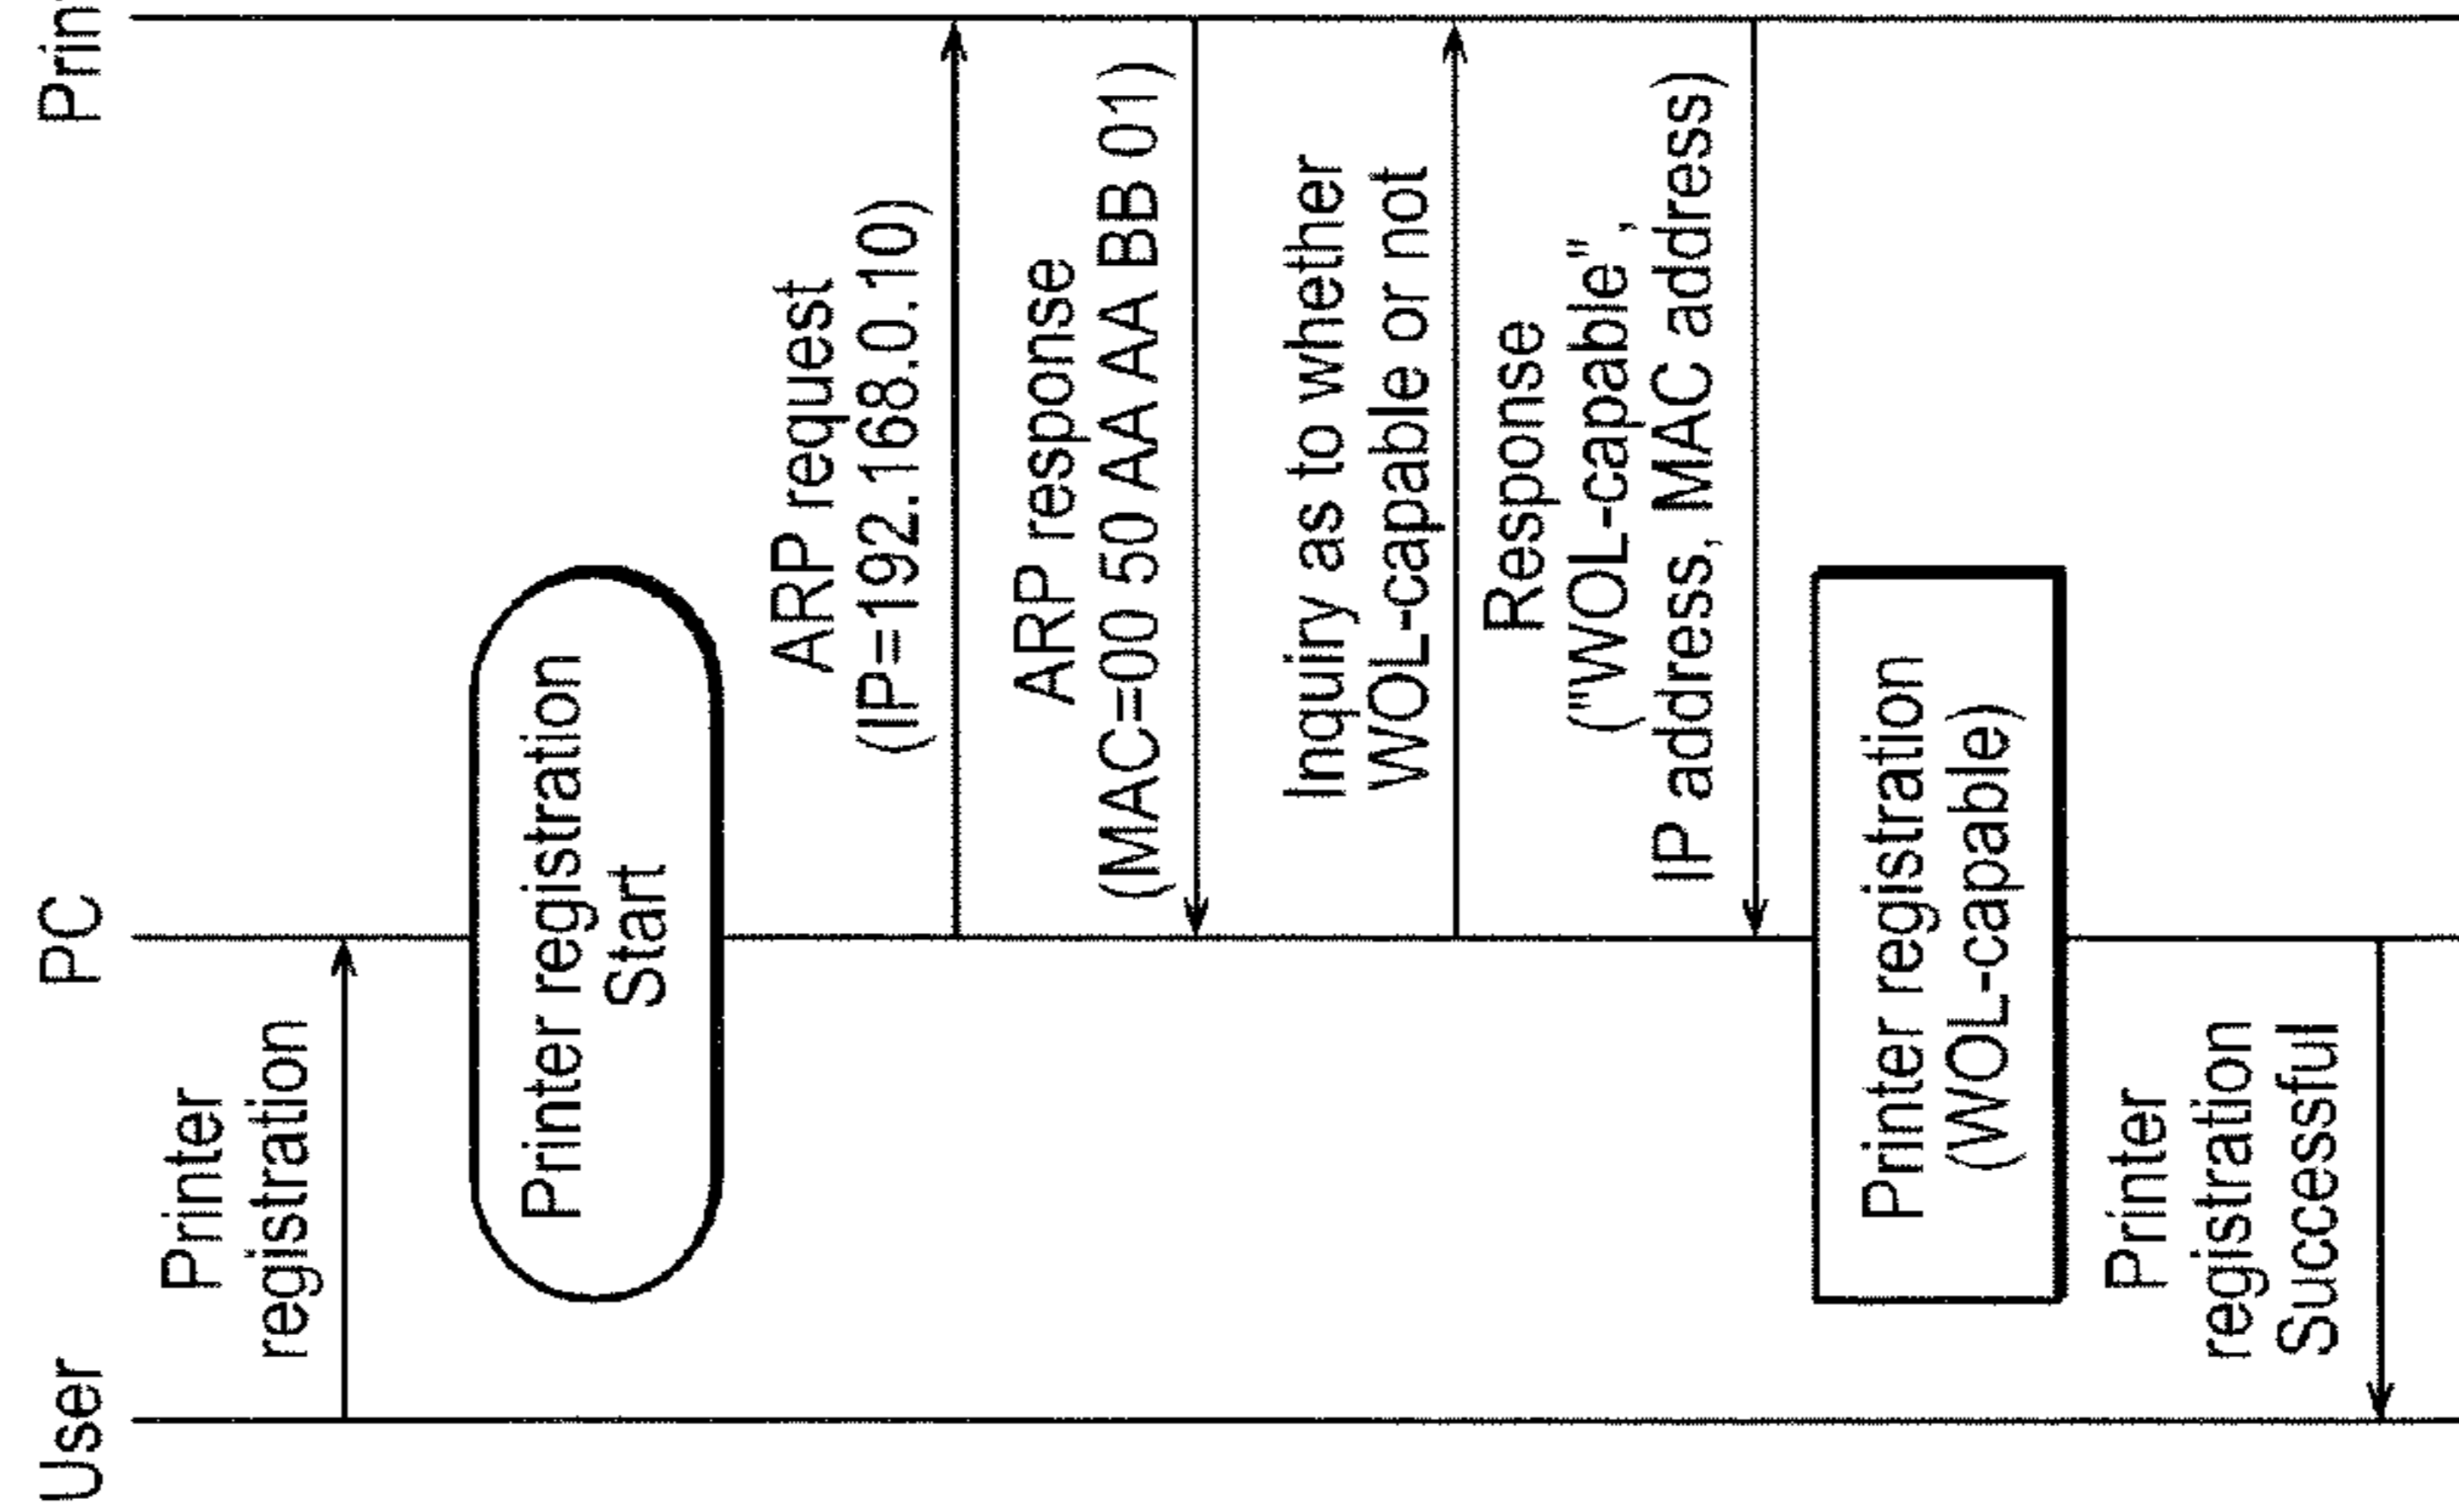 User
PC
Prin
Printer
registration
Printer registration
Start
ARP request
(IP=192.168.0.10)
ARP response
(MAC=00 50 AA AA BB 01)
Inquiry as to whether
WOL-capable or not
Response
("WOL-capable",
IP address, MAC address)
Printer registration
(WOL-capable)
Printer
registration
Successful